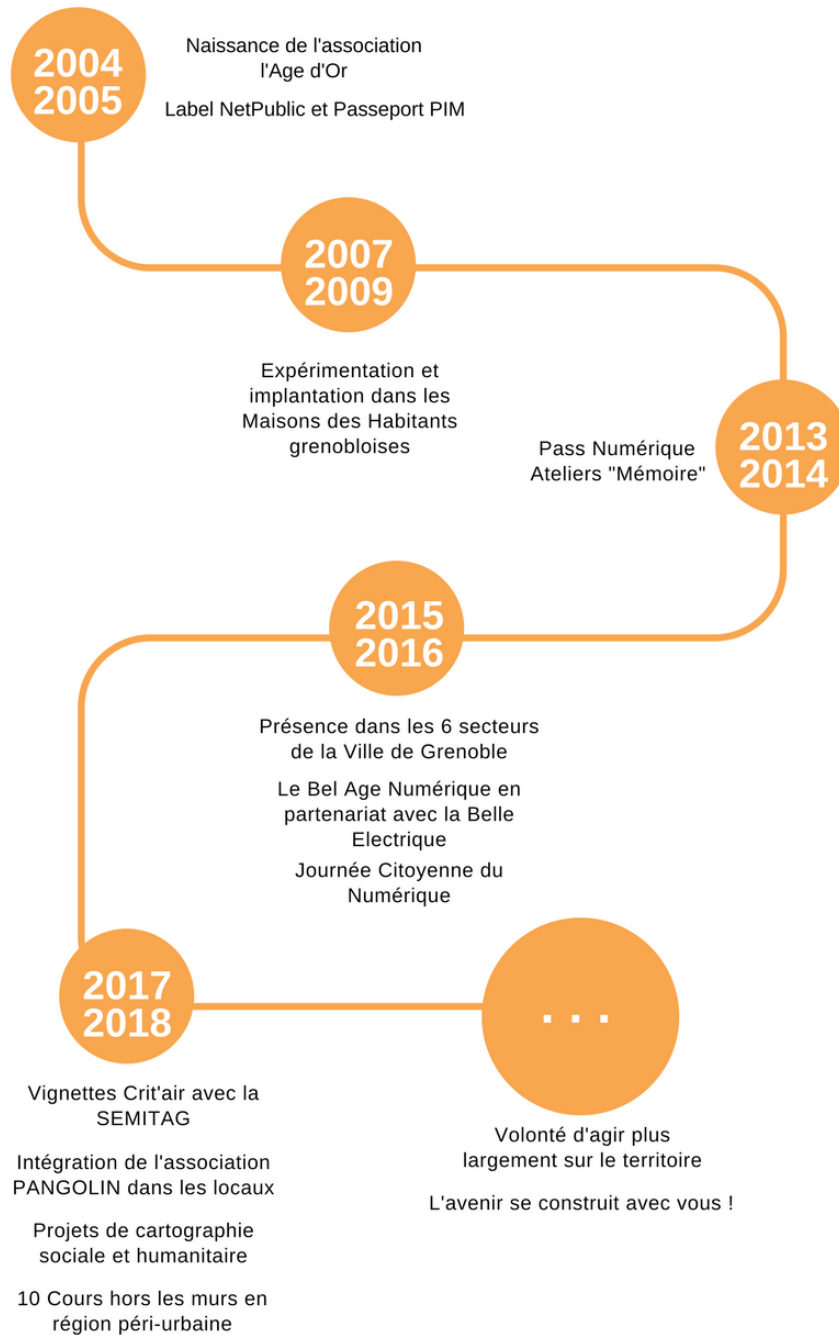 2004
2005
Naissance de l'association
l'Age d'Or
Label NetPublic et Passeport PIM
2007
2009
Expérimentation et
implantation dans les
Maisons des Habitants
grenobloises
2013
2014
Pass Numérique
Ateliers "Mémoire"
2015
2016
Présence dans les 6 secteurs
de la Ville de Grenoble
Le Bel Age Numérique en
partenariat avec la Belle
Electrique
Journée Citoyenne du
Numérique
2017
2018
Vignettes Crit'air avec la
SEMITAG
Intégration de l'association
PANGOLIN dans les locaux
Projets de cartographie
sociale et humanitaire
10 Cours hors les murs en
région péri-urbaine
. . .
Volonté d'agir plus
largement sur le territoire
L'avenir se construit avec vous !